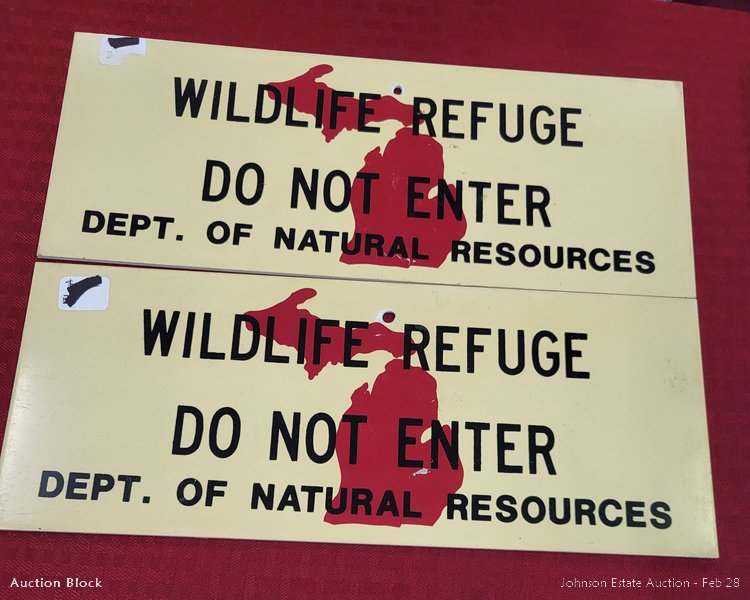 WILDLIFE REFUGE
DO NOT ENTER
DEPT. OF NATURAL RESOURCES
WILDLIFE REFUGE
DO NOT ENTER
DEPT. OF NATURAL RESOURCES
Auction Block
Johnson Estate Auction - Feb 28